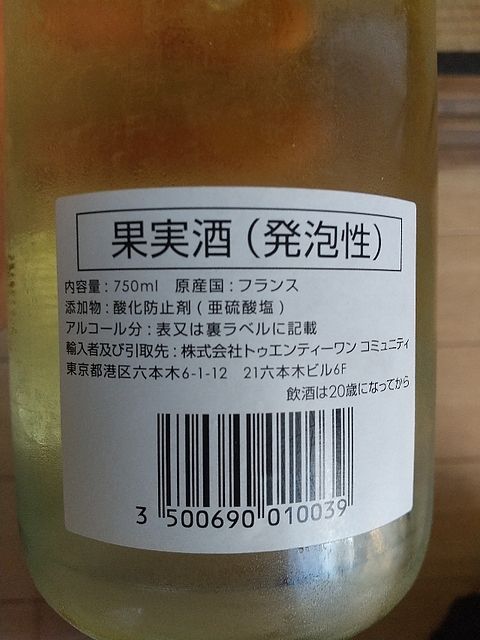 果実酒（発泡性）
内容量：750ml　原産国：フランス
添加物：酸化防止剤（亜硫酸塩）
アルコール分：表又は裏ラベルに記載
輸入者及び引取先：株式会社トゥエンティーワン コミュニティ
東京都港区六本木6-1-12　21六本木ビル6F
飲酒は20歳になってから
3 500690 010039